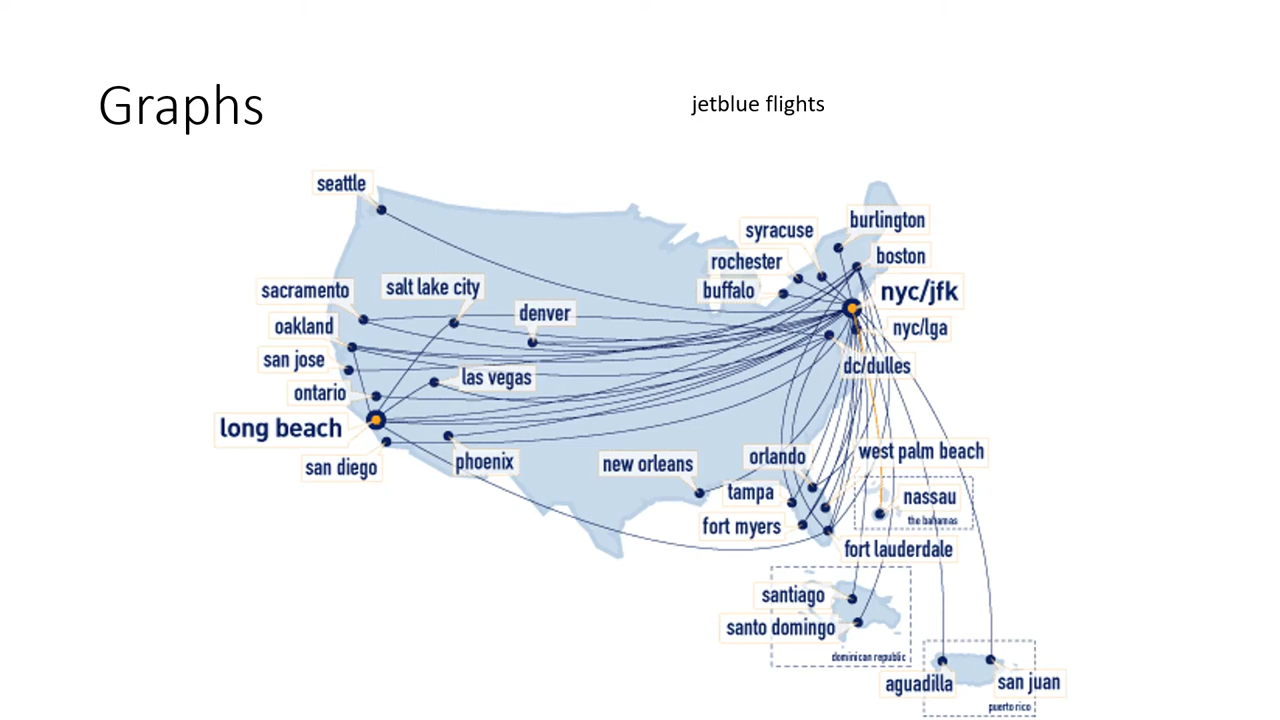 Graphs
jetblue flights
seattle
burlington
syracuse
boston
rochester
salt lake city
sacramento
buffalo
nyc/jfk
denver
oakland
nyc/lga
san jose
dc/dulles
las vegas
ontario
long beach
san diego
phoenix
new orleans
orlando
west palm beach
tampa
nassau
the bahamas
fort myers
fort lauderdale
santiago
santo domingo
dominican republic
aguadilla
san juan
puerto rico